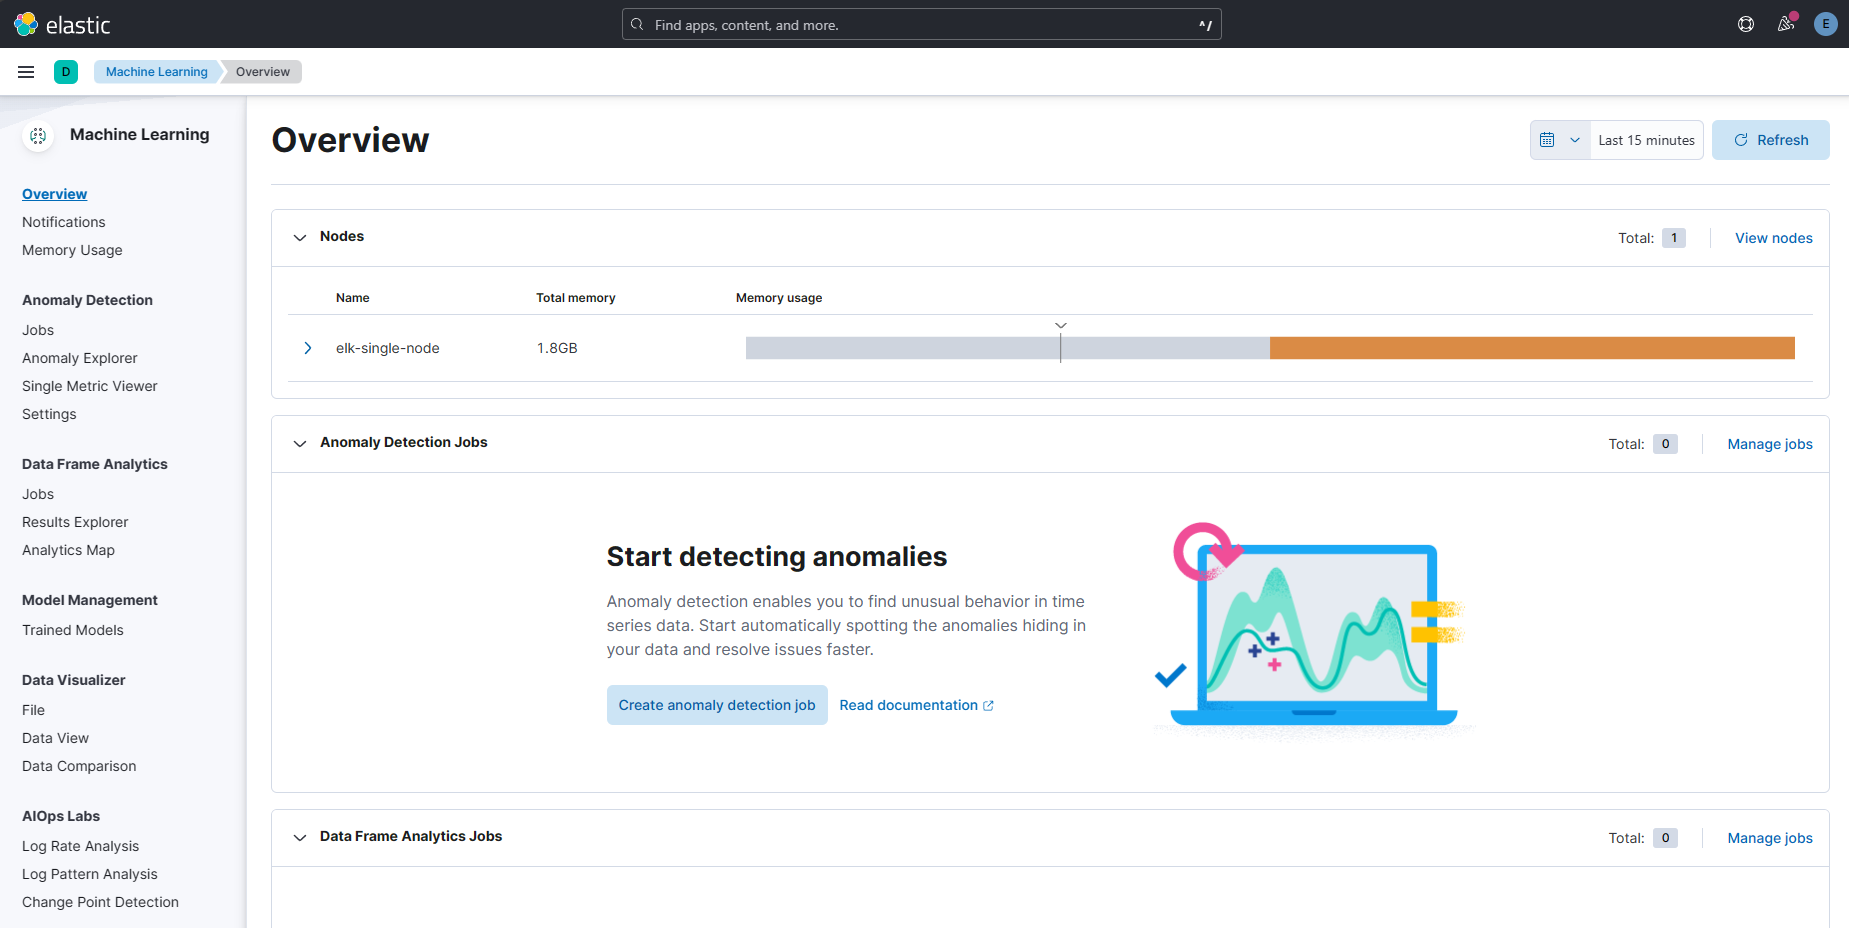 elastic
Find apps, content, and more.
^/
E
D
Machine Learning
Overview
Machine Learning
Overview
Notifications
Memory Usage
Anomaly Detection
Jobs
Anomaly Explorer
Single Metric Viewer
Settings
Data Frame Analytics
Jobs
Results Explorer
Analytics Map
Model Management
Trained Models
Data Visualizer
File
Data View
Data Comparison
AIOps Labs
Log Rate Analysis
Log Pattern Analysis
Change Point Detection
Overview
Last 15 minutes
Refresh
Nodes
Total: 1
View nodes
Name Total memory Memory usage
elk-single-node 1.8GB
Anomaly Detection Jobs
Total: 0
Manage jobs
Start detecting anomalies
Anomaly detection enables you to find unusual behavior in time
series data. Start automatically spotting the anomalies hiding in
your data and resolve issues faster.
Create anomaly detection job
Read documentation
Data Frame Analytics Jobs
Total: 0
Manage jobs